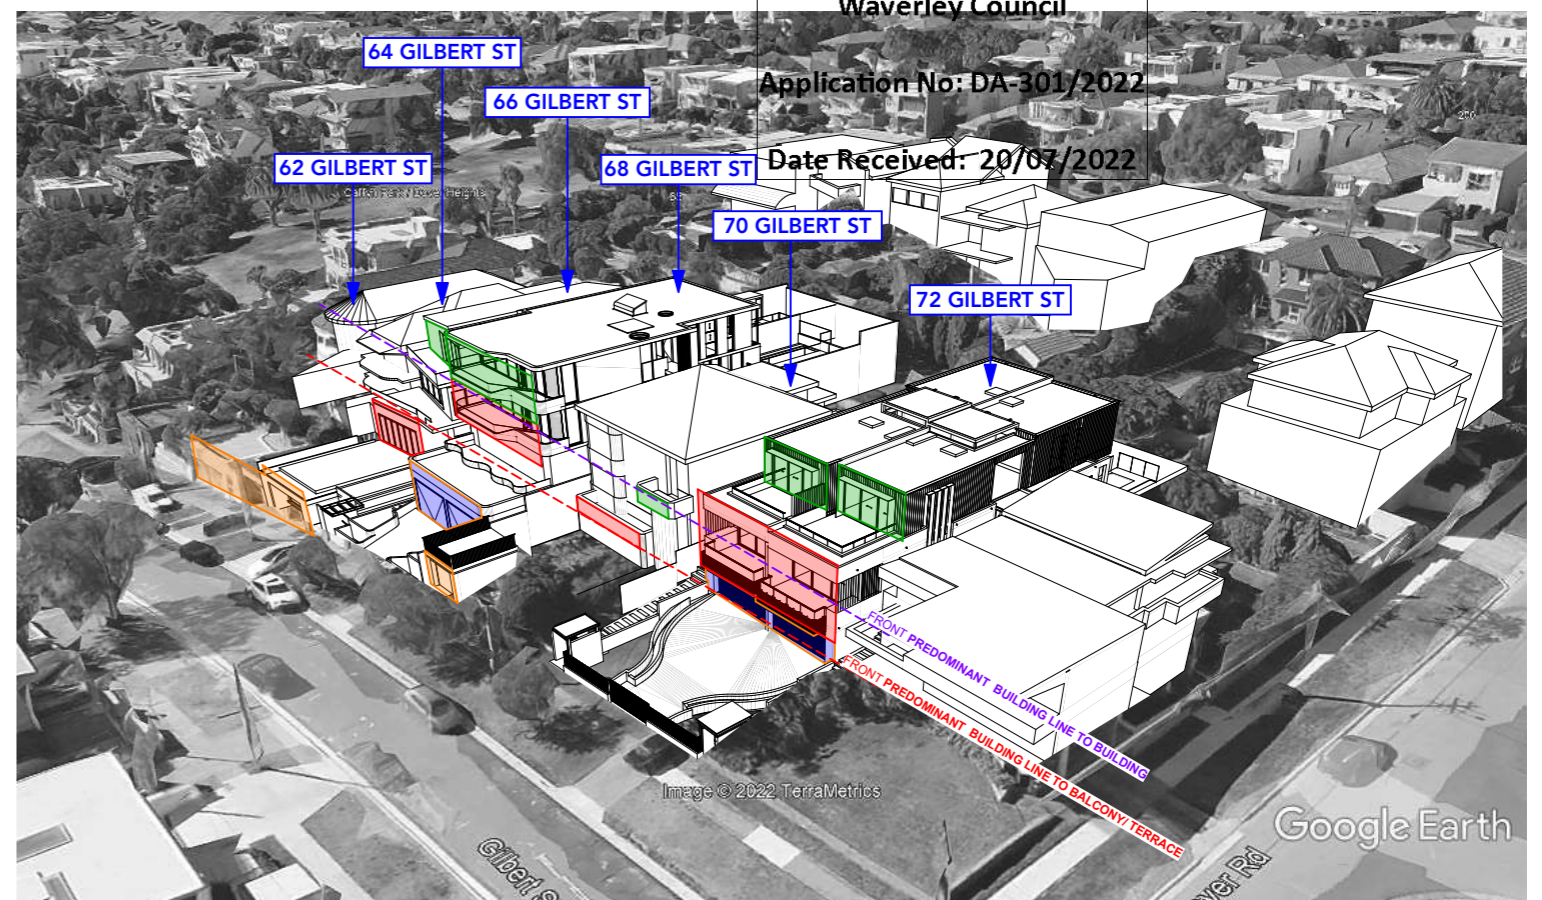 Waverley Council
Application No: DA-301/2022
Date Received: 20/07/2022
64 GILBERT ST
66 GILBERT ST
62 GILBERT ST
68 GILBERT ST
70 GILBERT ST
72 GILBERT ST
FRONT PREDOMINANT BUILDING LINE TO BUILDING
FRONT PREDOMINANT BUILDING LINE TO BALCONY/ TERRACE
Image © 2022 TerraMetrics
Google Earth
Gilbert S
ver Rd